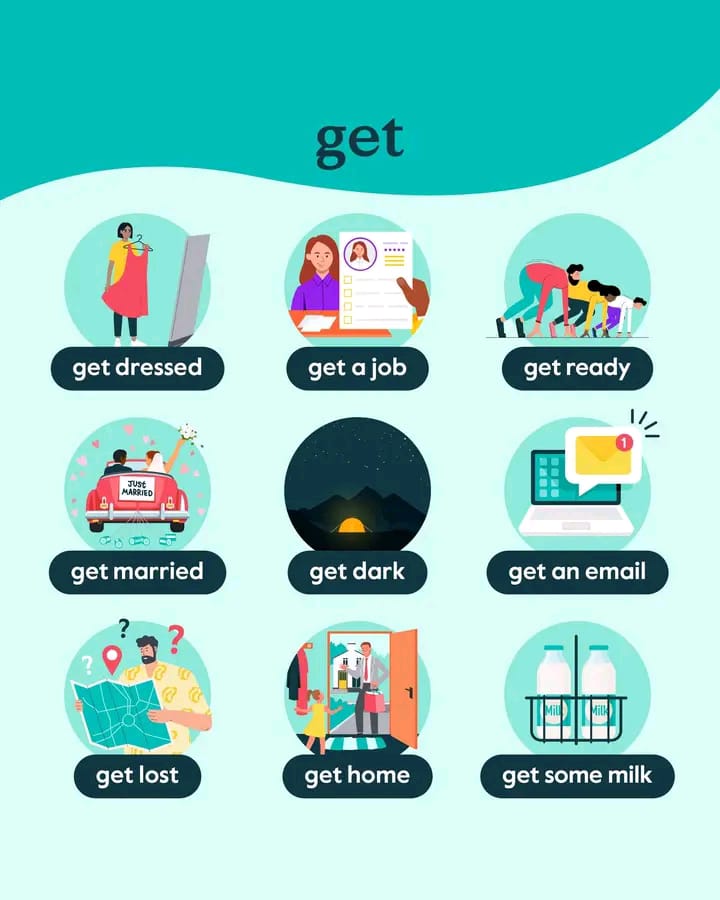 get
get dressed
get a job
get ready
JUST
MARRIED
1
get married
get dark
get an email
?
?
?
Milk
Milk
get lost
get home
get some milk